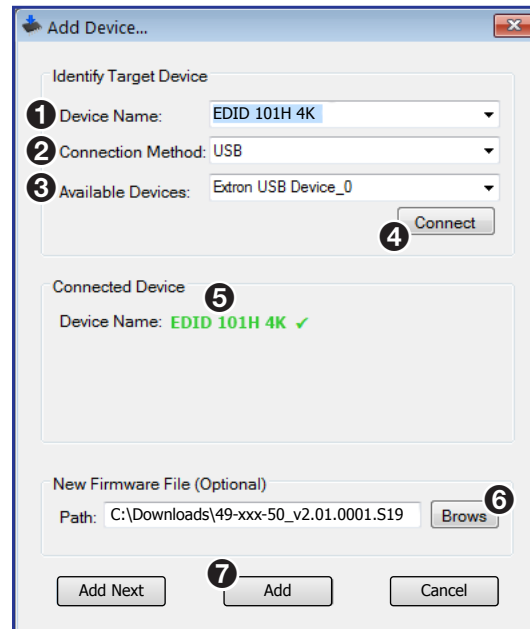 Add Device...
Identify Target Device
1 Device Name: EDID 101H 4K
2 Connection Method: USB
3 Available Devices: Extron USB Device_0
4 Connect
Connected Device
5
Device Name: EDID 101H 4K ✓
New Firmware File (Optional)
6
Path: C:\Downloads\49-xxx-50_v2.01.0001.S19 Brows
7
Add Next Add Cancel